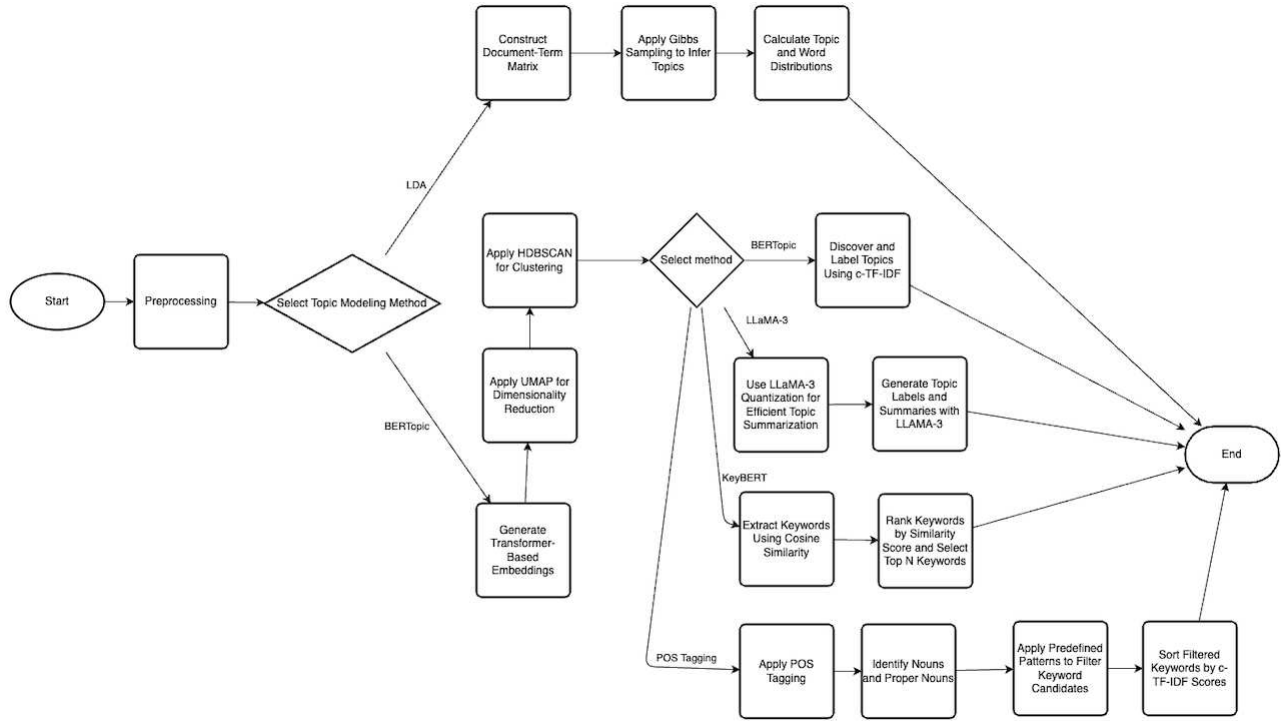 Construct
Document-Term
Matrix
Apply Gibbs
Sampling to Infer
Topics
Calculate Topic
and Word
Distributions
LDA
Start
Preprocessing
Select Topic Modeling Method
BERTopic
Apply HDBSCAN
for Clustering
Apply UMAP for
Dimensionality
Reduction
Generate
Transformer-
Based
Embeddings
Select method
BERTopic
Discover and
Label Topics
Using c-TF-IDF
LLaMA-3
Use LLaMA-3
Quantization for
Efficient Topic
Summarization
Generate Topic
Labels and
Summaries with
LLAMA-3
KeyBERT
Extract Keywords
Using Cosine
Similarity
Rank Keywords
by Similarity
Score and Select
Top N Keywords
POS Tagging
Apply POS
Tagging
Identify Nouns
and Proper Nouns
Apply Predefined
Patterns to Filter
Keyword
Candidates
Sort Filtered
Keywords by c-
TF-IDF Scores
End